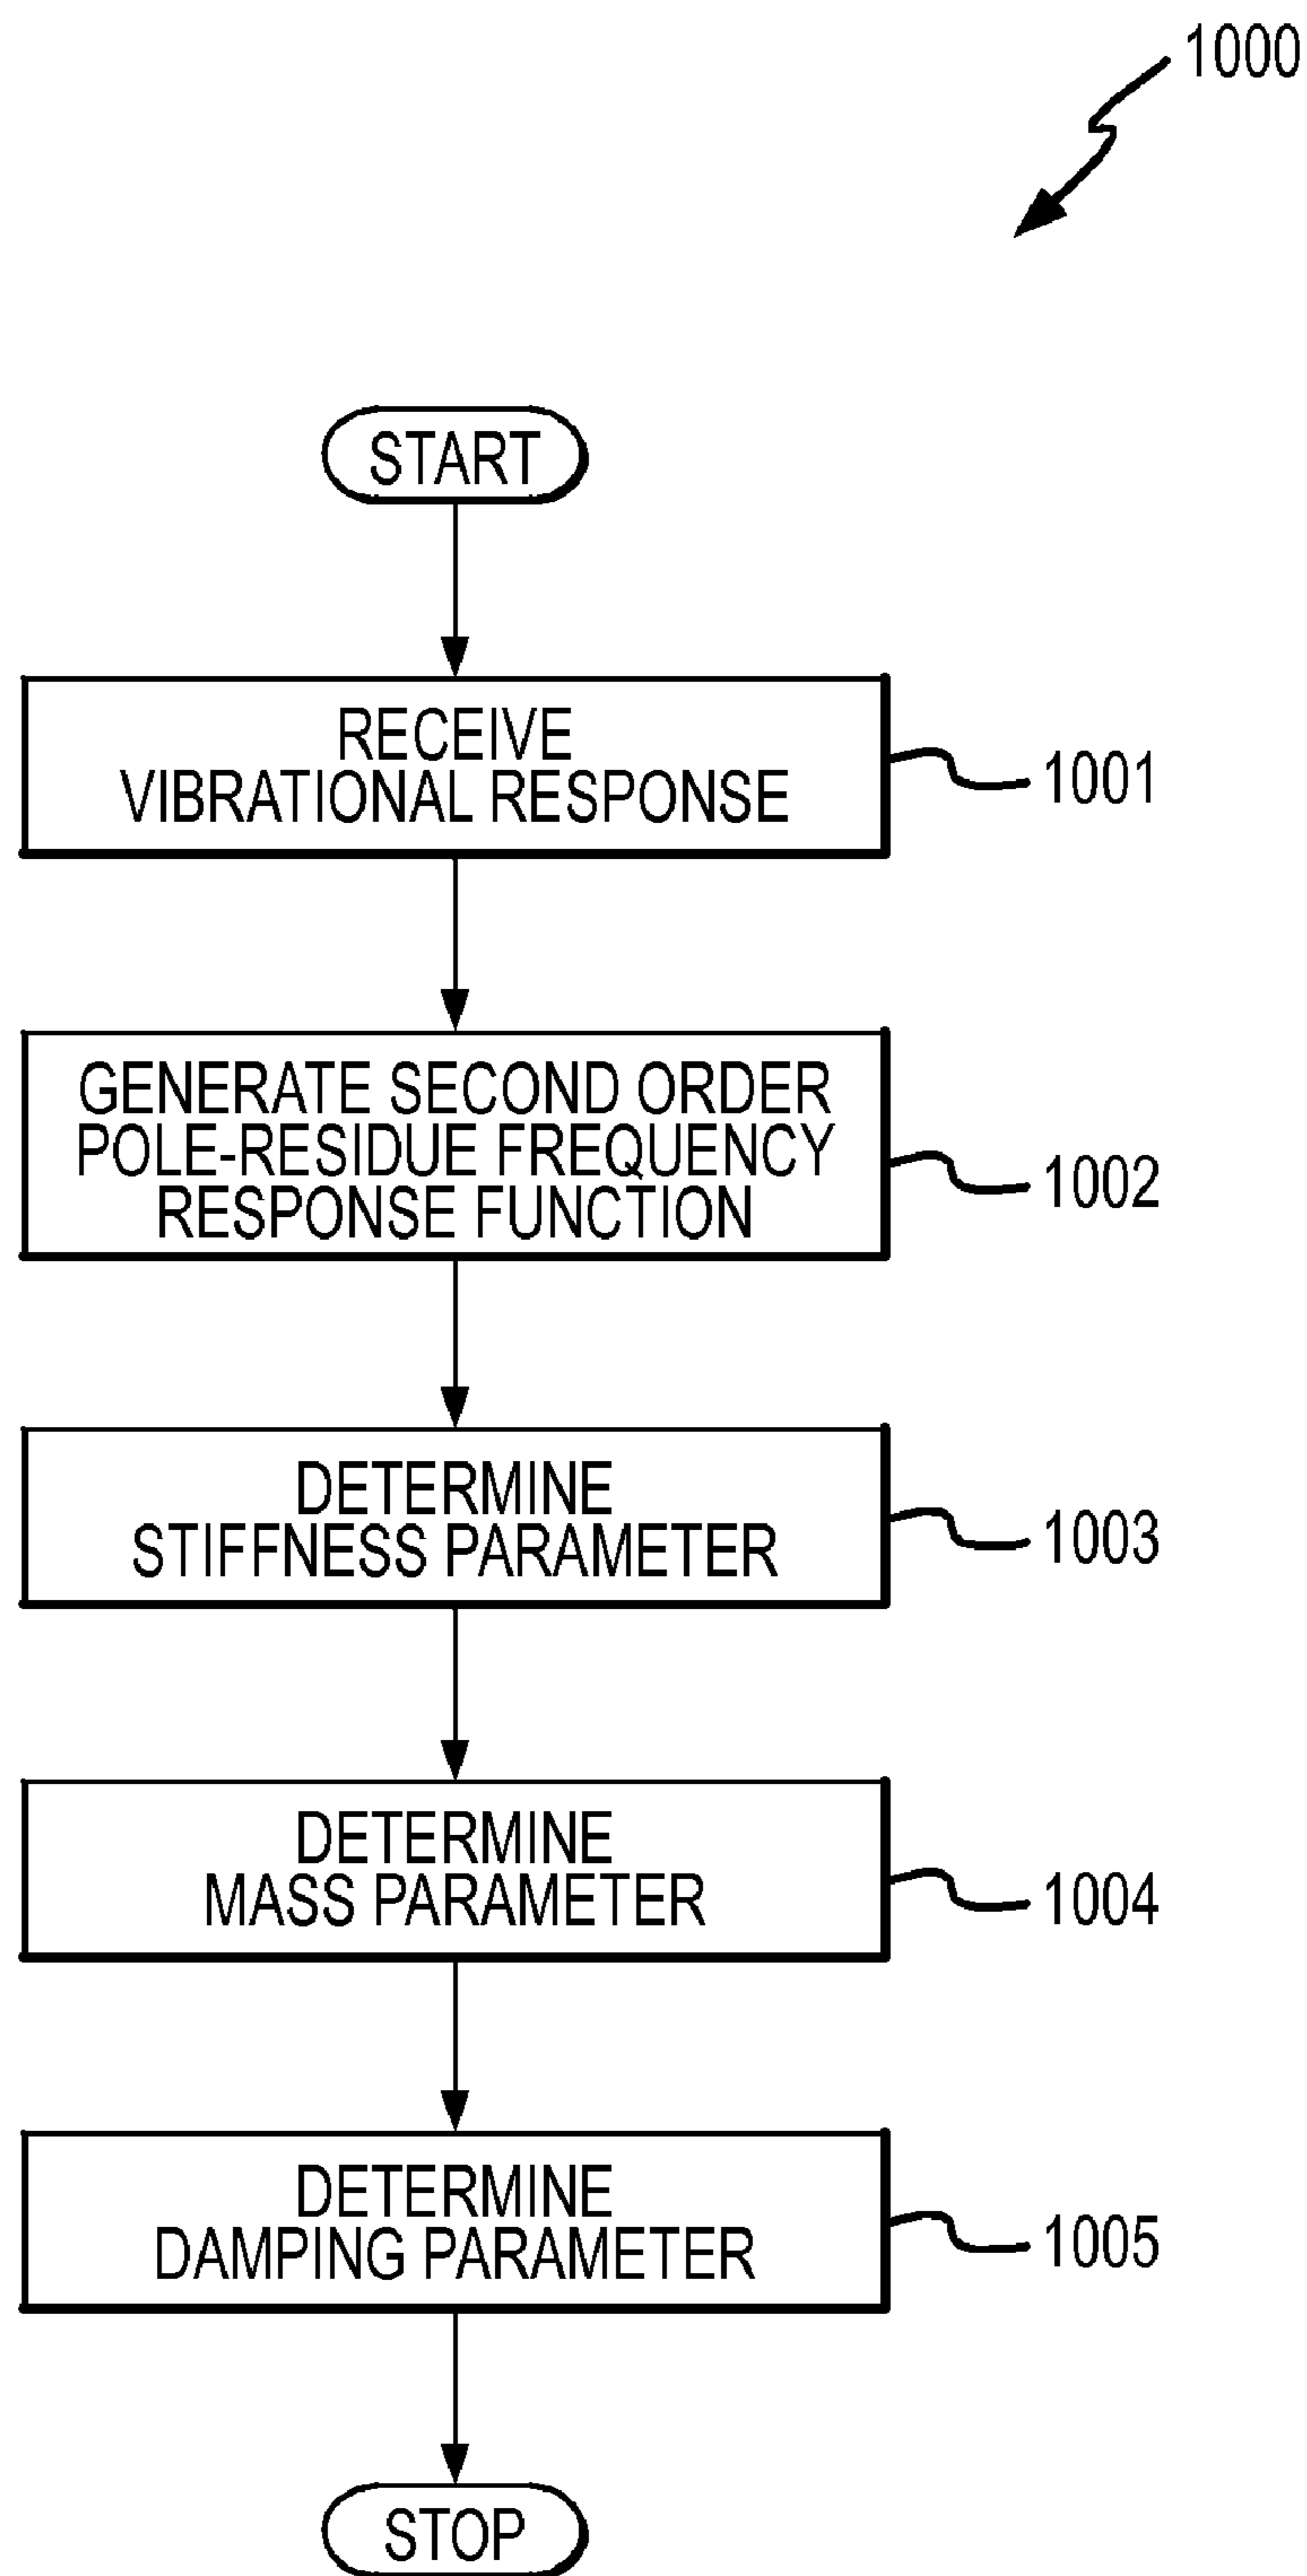 1000
START
RECEIVE
VIBRATIONAL RESPONSE
1001
GENERATE SECOND ORDER
POLE-RESIDUE FREQUENCY
RESPONSE FUNCTION
1002
DETERMINE
STIFFNESS PARAMETER
1003
DETERMINE
MASS PARAMETER
1004
DETERMINE
DAMPING PARAMETER
1005
STOP